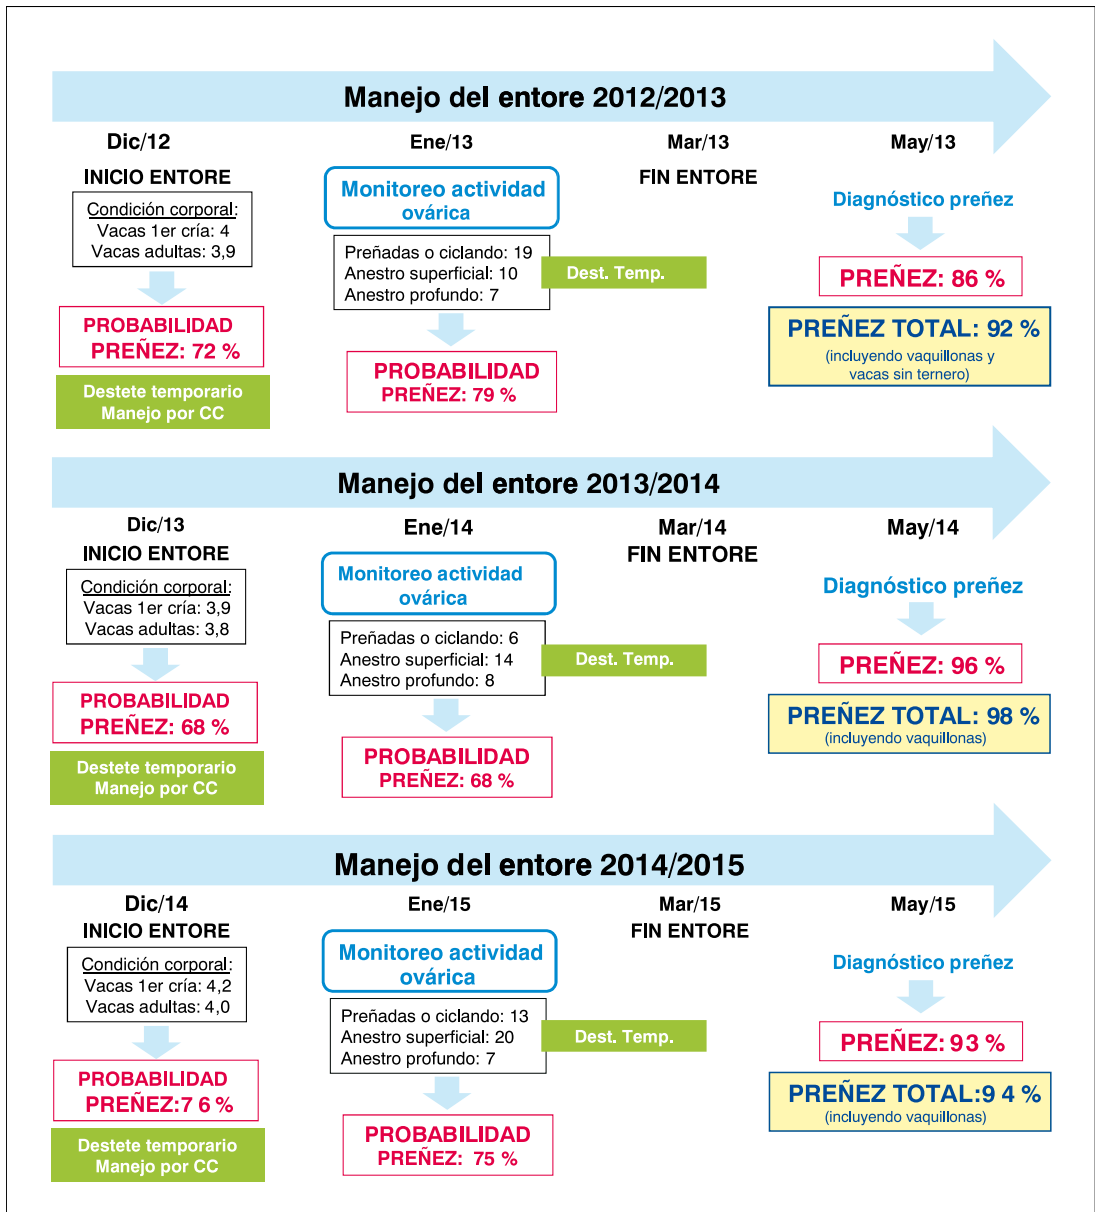 Manejo del entore 2012/2013
Dic/12
INICIO ENTORE
Condición corporal:
Vacas 1er cría: 4
Vacas adultas: 3,9
PROBABILIDAD
PREÑEZ: 72 %
Destete temporario
Manejo por CC
Ene/13
Monitoreo actividad
ovárica
Preñadas o ciclando: 19
Anestro superficial: 10
Anestro profundo: 7
Dest. Temp.
PROBABILIDAD
PREÑEZ: 79 %
Mar/13
FIN ENTORE
May/13
Diagnóstico preñez
PREÑEZ: 86 %
PREÑEZ TOTAL: 92 %
(incluyendo vaquillonas y
vacas sin ternero)
Manejo del entore 2013/2014
Dic/13
INICIO ENTORE
Condición corporal:
Vacas 1er cría: 3,9
Vacas adultas: 3,8
PROBABILIDAD
PREÑEZ: 68 %
Destete temporario
Manejo por CC
Ene/14
Monitoreo actividad
ovárica
Preñadas o ciclando: 6
Anestro superficial: 14
Anestro profundo: 8
Dest. Temp.
PROBABILIDAD
PREÑEZ: 68 %
Mar/14
FIN ENTORE
May/14
Diagnóstico preñez
PREÑEZ: 96 %
PREÑEZ TOTAL: 98 %
(incluyendo vaquillonas)
Manejo del entore 2014/2015
Dic/14
INICIO ENTORE
Condición corporal:
Vacas 1er cría: 4,2
Vacas adultas: 4,0
PROBABILIDAD
PREÑEZ:7 6 %
Destete temporario
Manejo por CC
Ene/15
Monitoreo actividad
ovárica
Preñadas o ciclando: 13
Anestro superficial: 20
Anestro profundo: 7
Dest. Temp.
PROBABILIDAD
PREÑEZ: 75 %
Mar/15
FIN ENTORE
May/15
Diagnóstico preñez
PREÑEZ: 93 %
PREÑEZ TOTAL:9 4 %
(incluyendo vaquillonas)